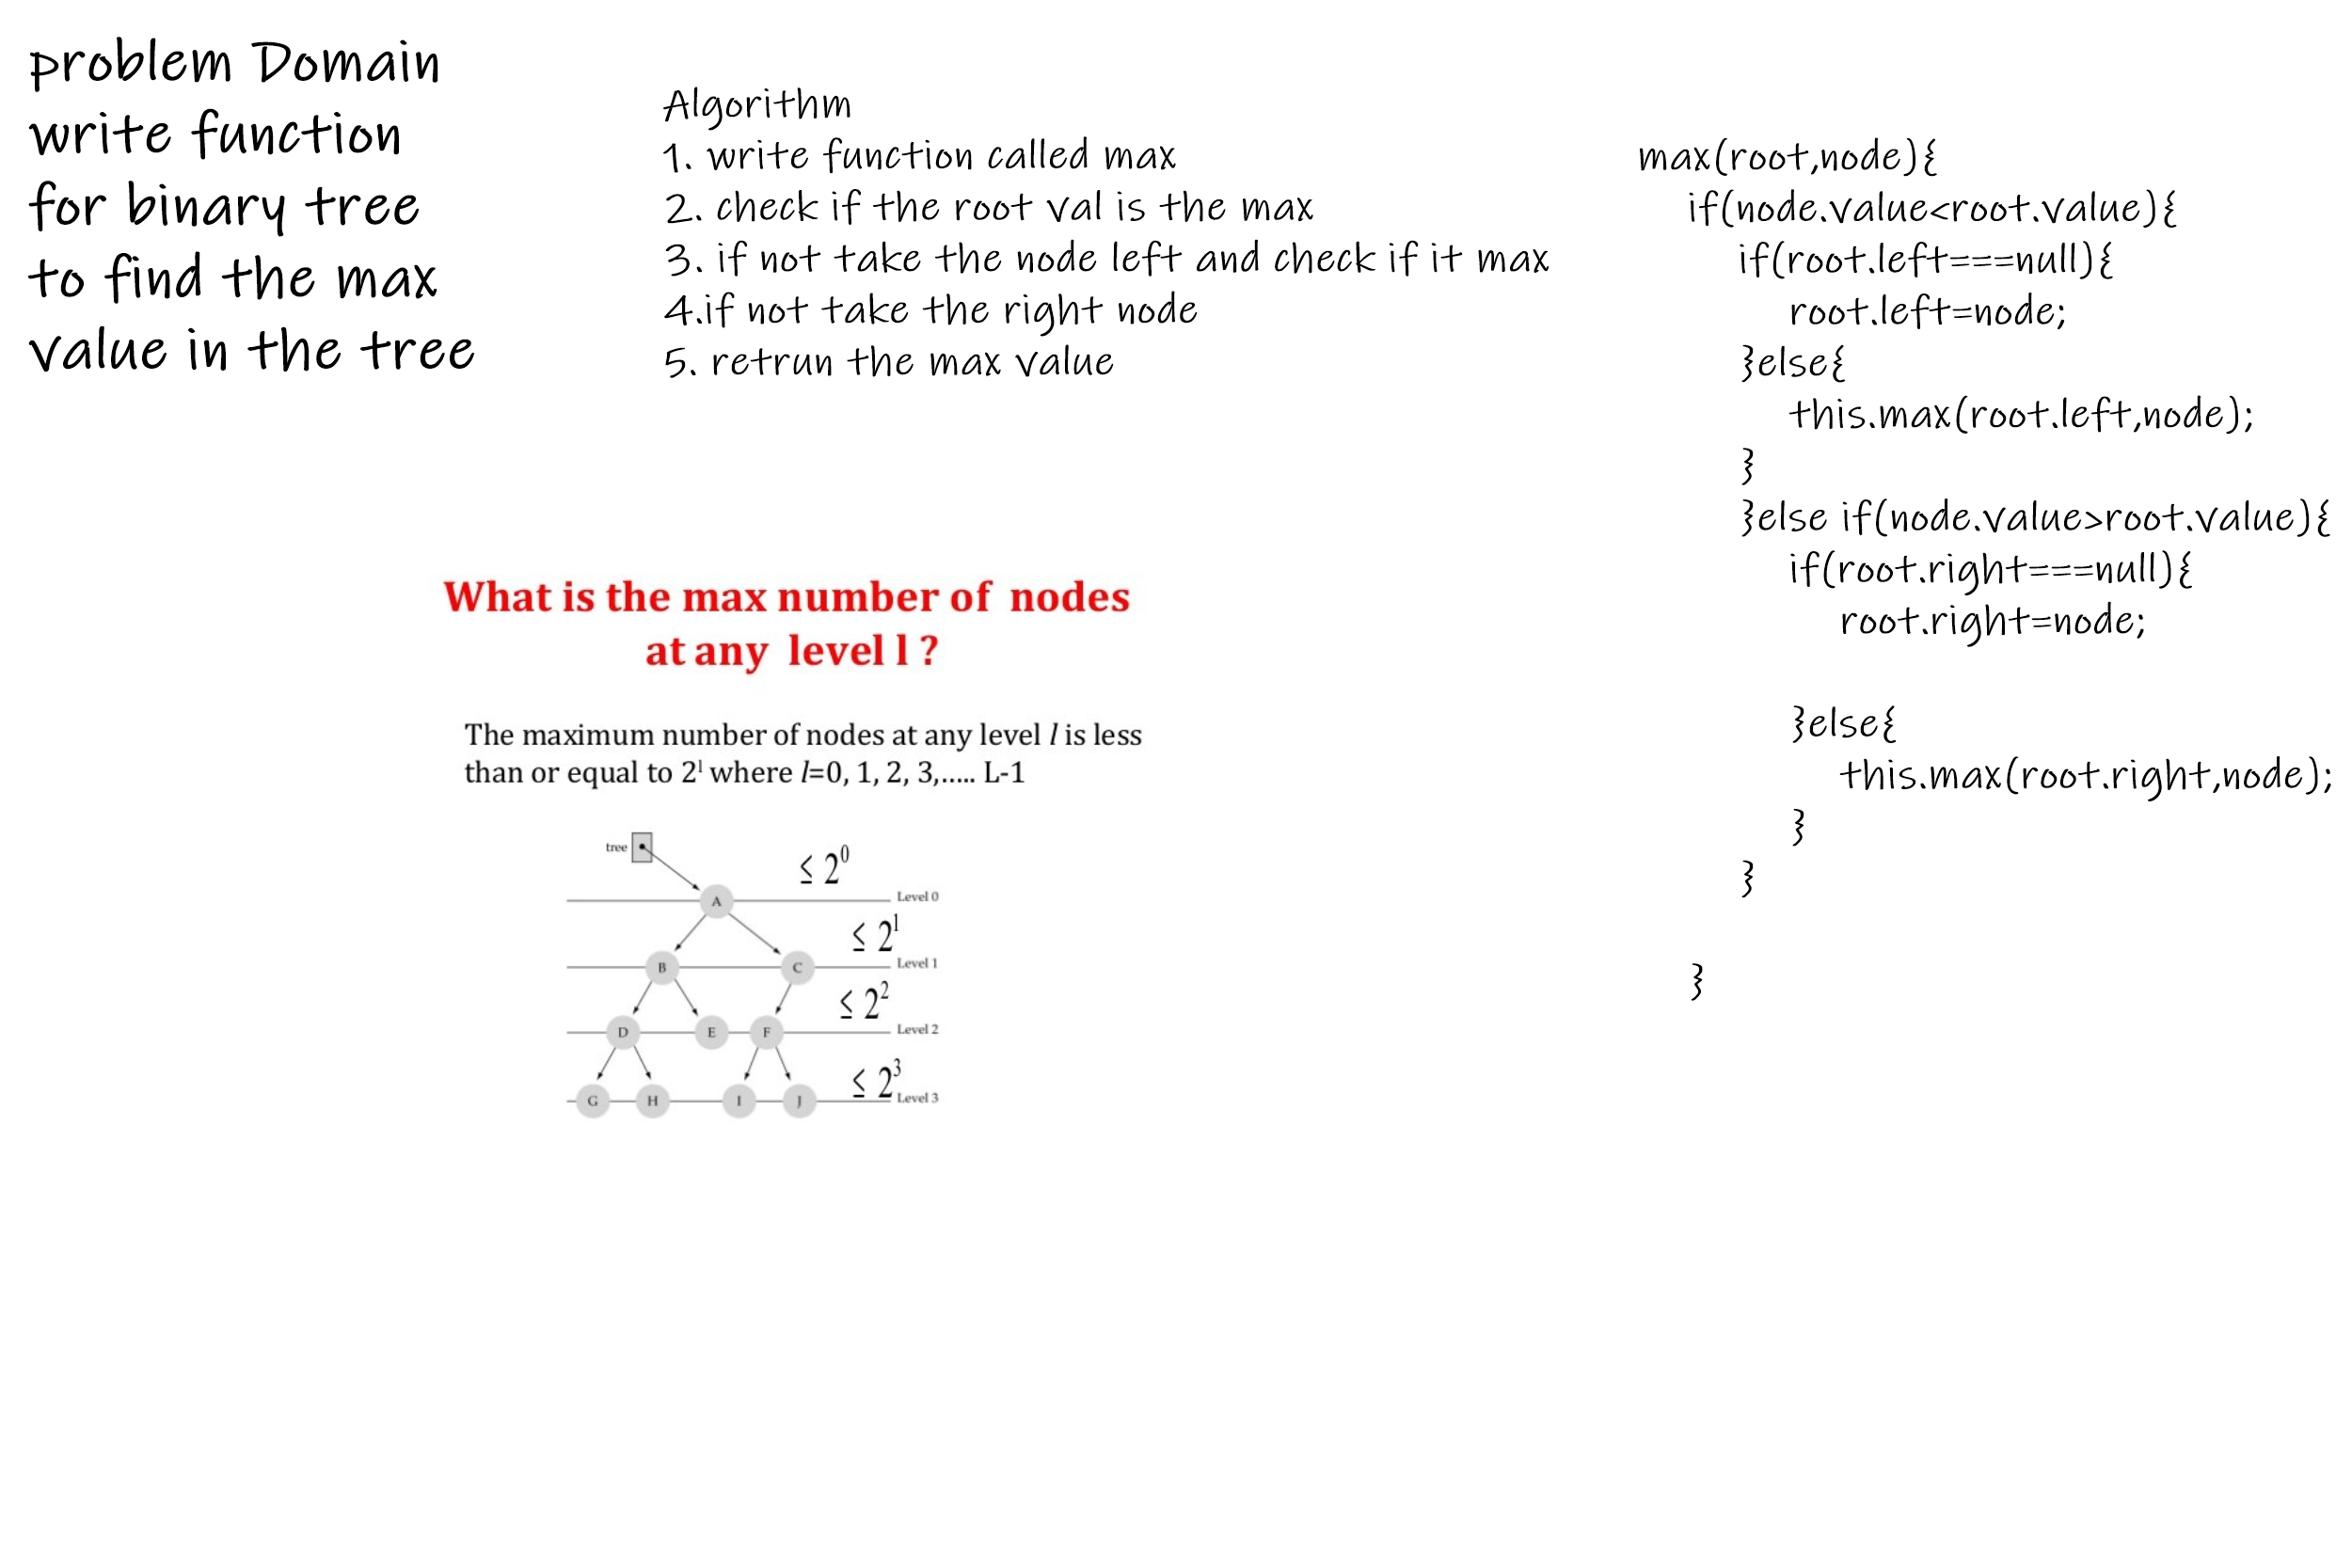 problem Domain
write function
for binary tree
to find the max
value in the tree
Algorithm
1. write function called max
2. check if the root val is the max
3. if not take the node left and check if it max
4.if not take the right node
5. retrun the max value
max(root,node){
if(node.value<root.value){
if(root.left===null){
root.left=node;
}else{
this.max(root.left,node);
}
}else if(node.value>root.value){
if(root.right===null){
root.right=node;
}else{
this.max(root.right,node);
}
}
}
What is the max number of nodes
at any level l ?
The maximum number of nodes at any level l is less
than or equal to 2^l where l=0, 1, 2, 3,..... L-1
tree
≤ 2^0
A
Level 0
≤ 2^1
B C
Level 1
≤ 2^2
D E F
Level 2
≤ 2^3
G H I J
Level 3